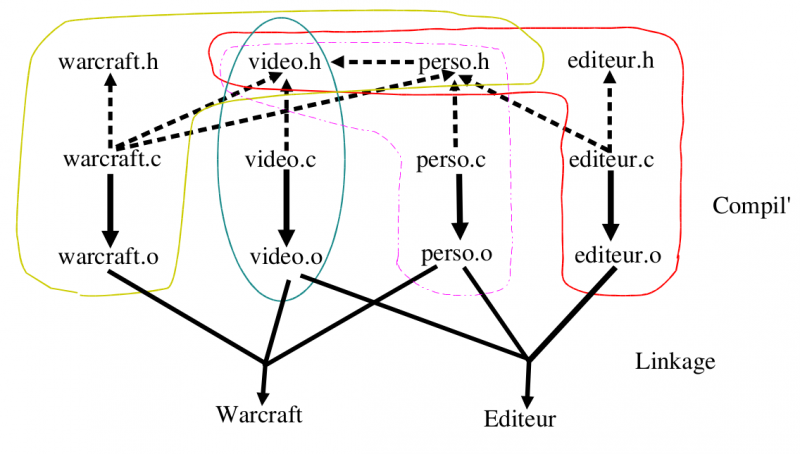 warcraft.h video.h perso.h editeur.h
warcraft.c video.c perso.c editeur.c
Compil'
warcraft.o video.o perso.o editeur.o
Linkage
Warcraft Editeur